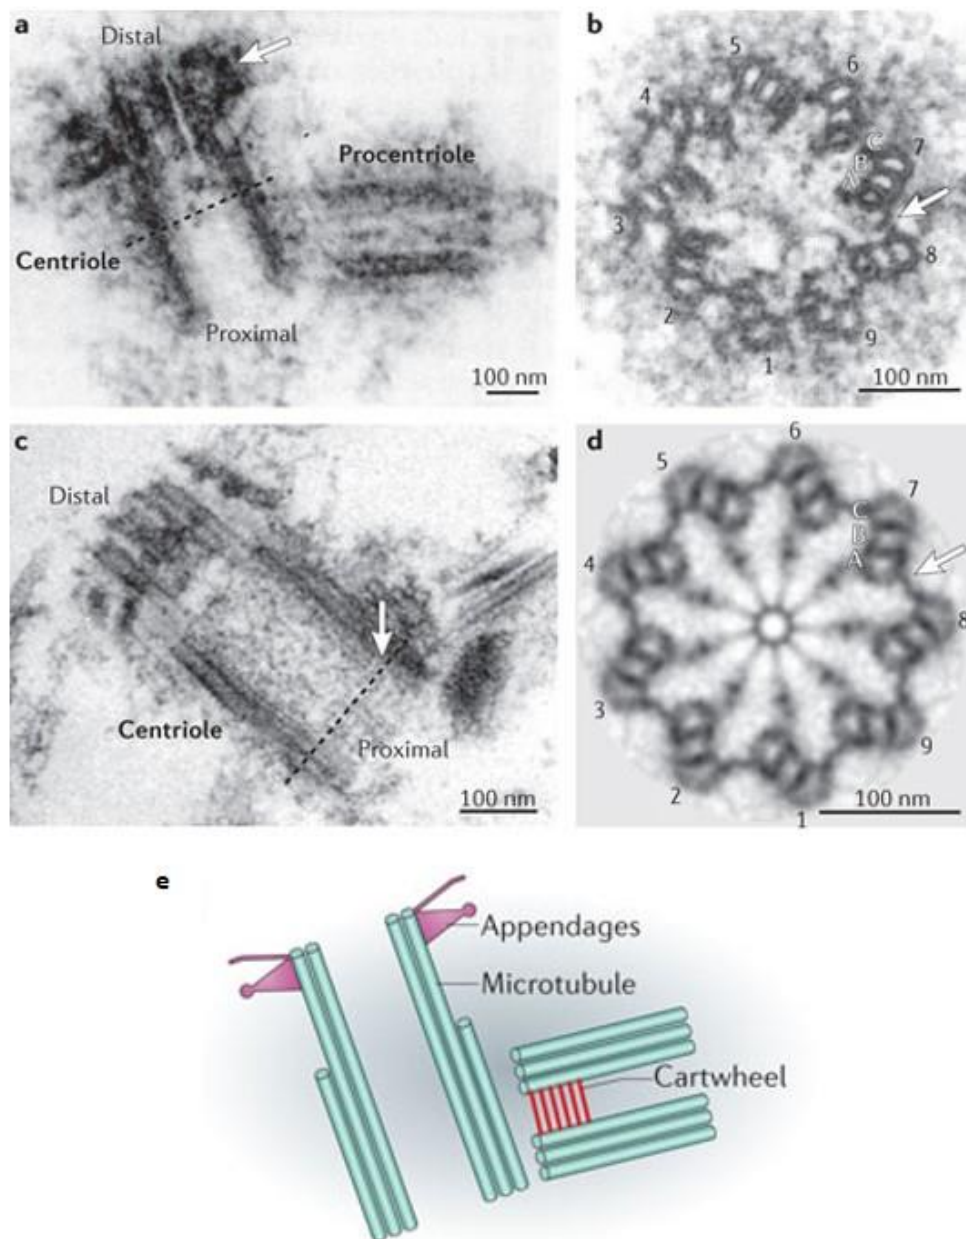 a
Distal
Procentriole
Centriole
Proximal
100 nm
b
5
6
4
C
B
A
7
3
8
2
9
1
100 nm
c
Distal
Centriole
Proximal
100 nm
d
6
5
7
C
B
A
4
8
3
9
2
1
100 nm
e
Appendages
Microtubule
Cartwheel